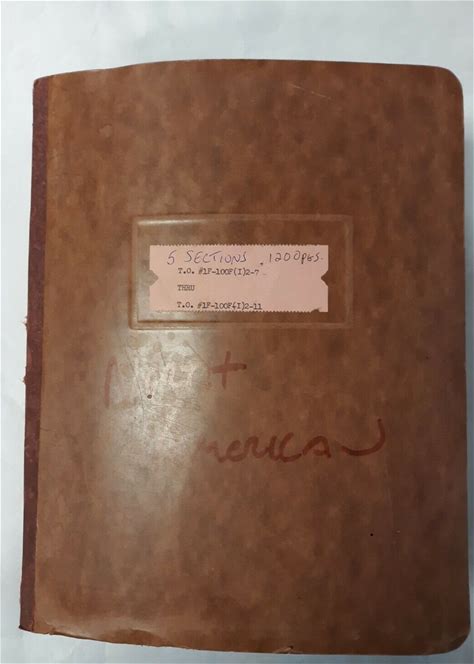 5 SECTIONS . 1200 PGS.
T.O. #1F-100F(I)2-7
THRU
T.O. #1F-100F(I)2-11